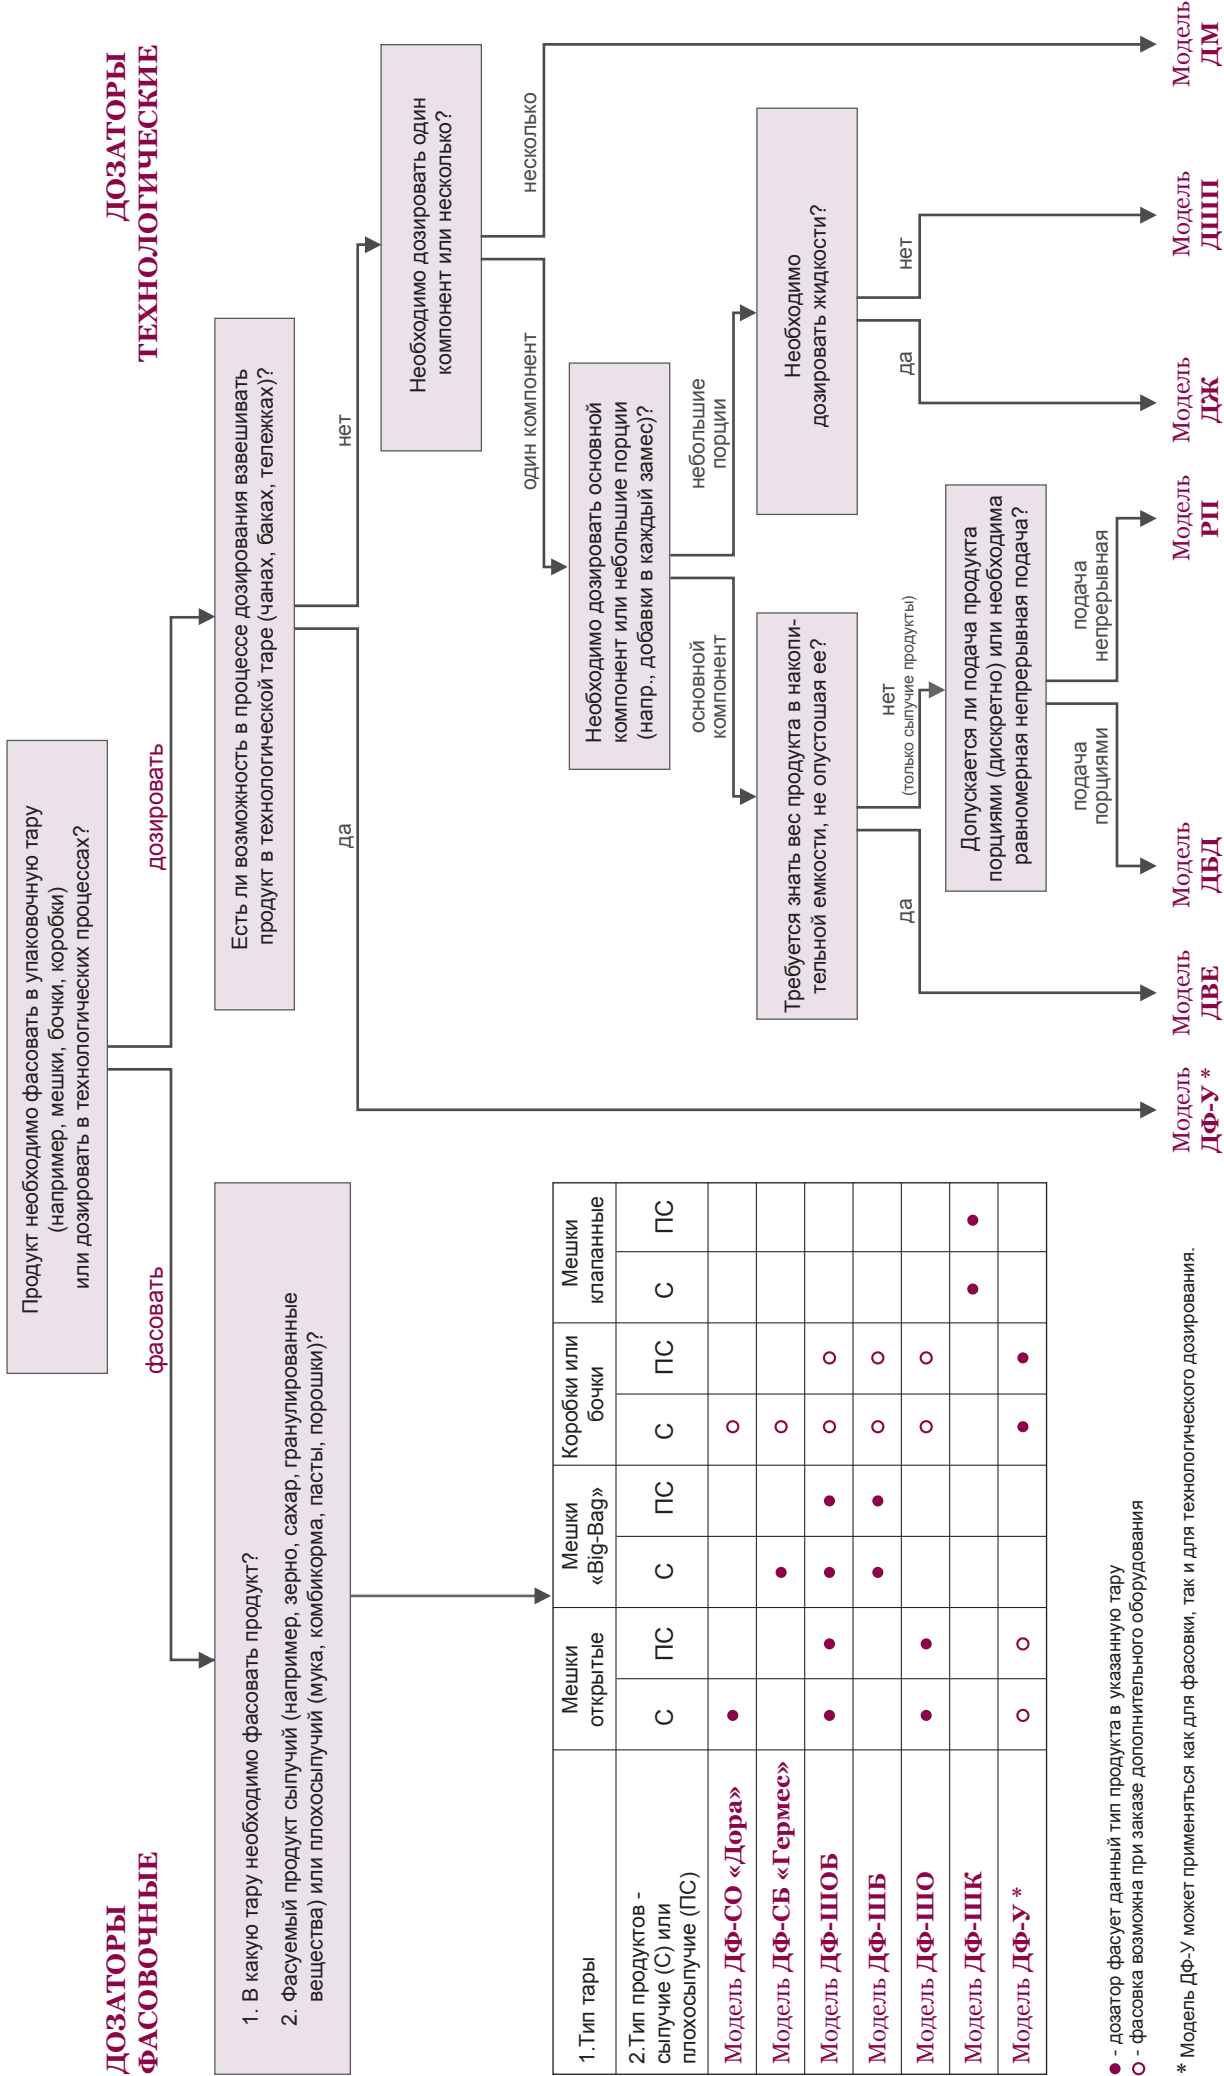 Продукт необходимо фасовать в упаковочную тару
(например, мешки, бочки, коробки)
или дозировать в технологических процессах?
фасовать
дозировать
ДОЗАТОРЫ
ФАСОВОЧНЫЕ
ДОЗАТОРЫ
ТЕХНОЛОГИЧЕСКИЕ
1. В какую тару необходимо фасовать продукт?
2. Фасуемый продукт сыпучий (например, зерно, сахар, гранулированные
вещества) или плохосыпучий (мука, комбикорма, пасты, порошки)?
Есть ли возможность в процессе дозирования взвешивать
продукт в технологической таре (чанах, баках, тележках)?
да
нет
Необходимо дозировать один
компонент или несколько?
один компонент
несколько
Необходимо дозировать основной
компонент или небольшие порции
(напр., добавки в каждый замес)?
основной
компонент
небольшие
порции
Требуется знать вес продукта в накопи-
тельной емкости, не опустошая ее?
да
нет
(только сыпучие продукты)
Необходимо
дозировать жидкости?
да
нет
Допускается ли подача продукта
порциями (дискретно) или необходима
равномерная непрерывная подача?
подача
порциями
подача
непрерывная
Модель
ДФ-У *
Модель
ДВЕ
Модель
ДБД
Модель
РП
Модель
ДЖ
Модель
ДШП
Модель
ДМ
1.Тип тары
Мешки
открытые
Мешки
«Big-Bag»
Коробки или
бочки
Мешки
клапанные
2.Тип продуктов -
сыпучие (С) или
плохосыпучие (ПС)
С ПС С ПС С ПС С ПС
Модель ДФ-СО «Дора» ● ○
Модель ДФ-СБ «Гермес» ● ○
Модель ДФ-ШОБ ● ● ● ● ○ ○
Модель ДФ-ШБ ● ● ○ ○
Модель ДФ-ШО ● ● ○ ○
Модель ДФ-ШК ● ●
Модель ДФ-У * ○ ○ ● ●
● - дозатор фасует данный тип продукта в указанную тару
○ - фасовка возможна при заказе дополнительного оборудования
* Модель ДФ-У может применяться как для фасовки, так и для технологического дозирования.